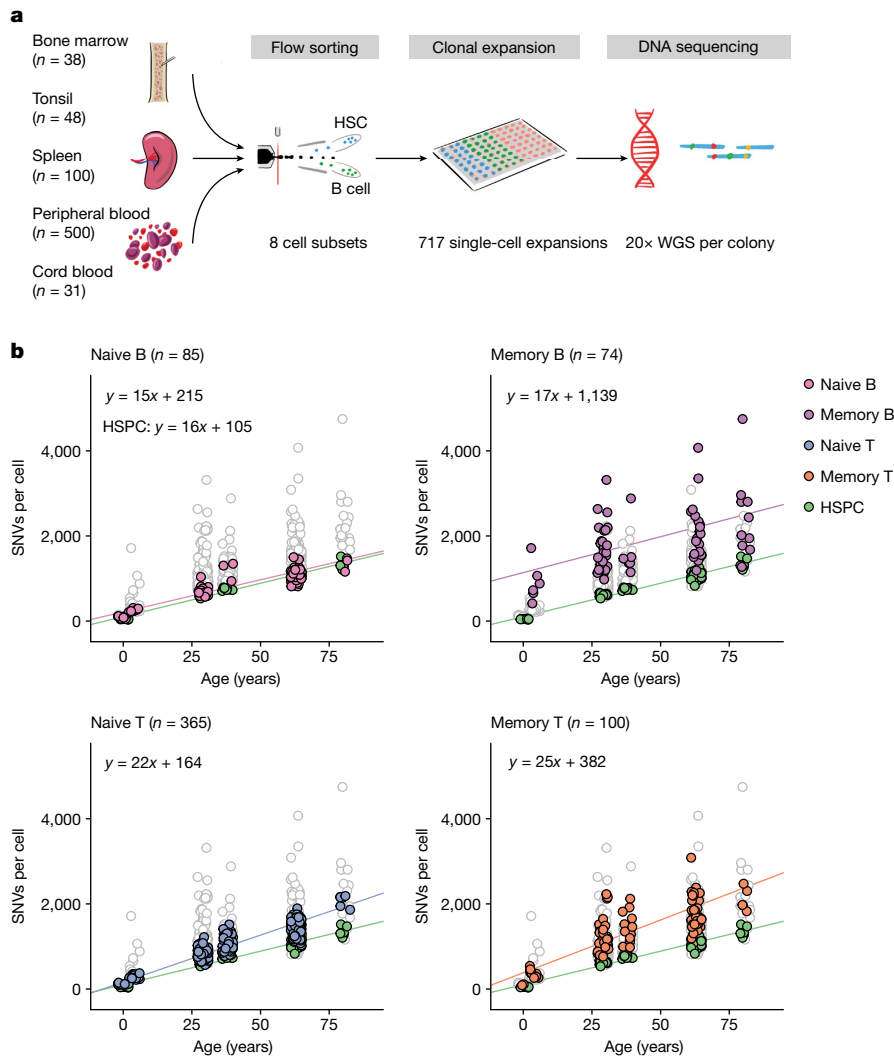 a
Bone marrow
(n = 38)
Tonsil
(n = 48)
Spleen
(n = 100)
Peripheral blood
(n = 500)
Cord blood
(n = 31)
Flow sorting
HSC
B cell
8 cell subsets
Clonal expansion
717 single-cell expansions
DNA sequencing
20× WGS per colony
b
Naive B (n = 85)
y = 15x + 215
HSPC: y = 16x + 105
SNVs per cell
4,000
2,000
0
0 25 50 75
Age (years)
Memory B (n = 74)
y = 17x + 1,139
SNVs per cell
4,000
2,000
0
0 25 50 75
Age (years)
Naive B
Memory B
Naive T
Memory T
HSPC
Naive T (n = 365)
y = 22x + 164
SNVs per cell
4,000
2,000
0
0 25 50 75
Age (years)
Memory T (n = 100)
y = 25x + 382
SNVs per cell
4,000
2,000
0
0 25 50 75
Age (years)